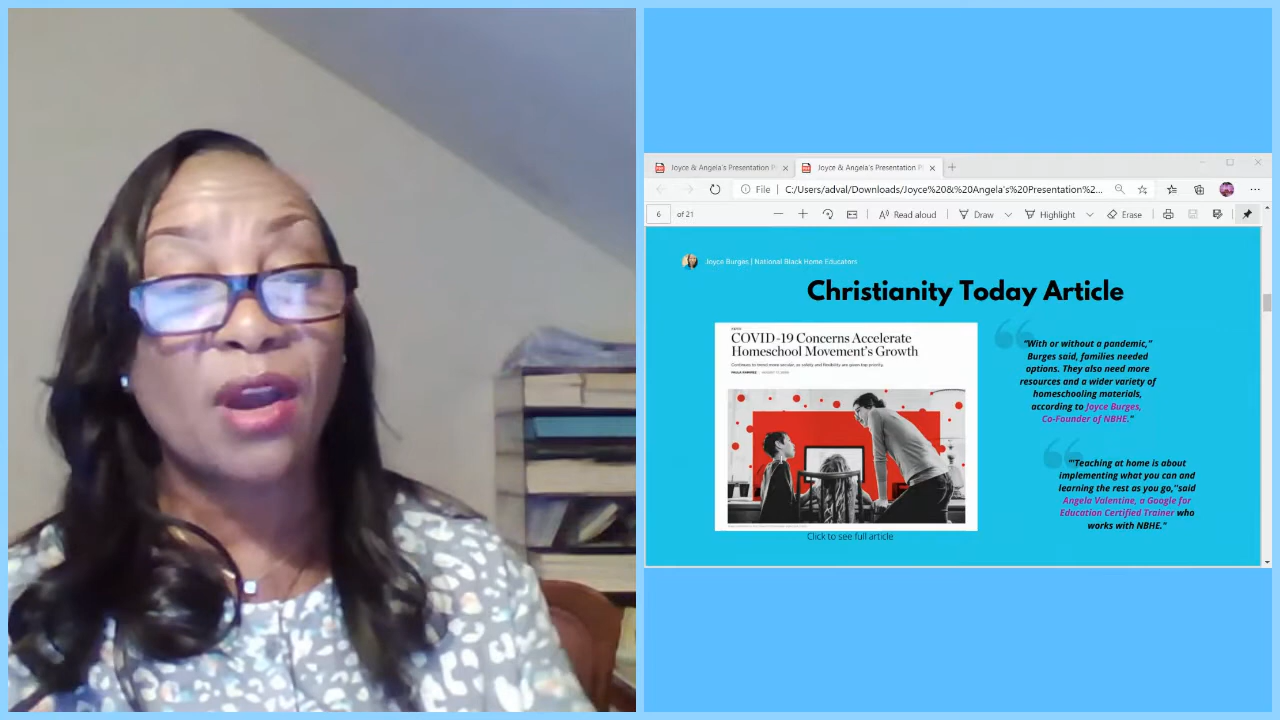 Joyce & Angela's Presentation P
Joyce & Angela's Presentation P
File
C:/Users/adval/Downloads/Joyce%20&%20Angela's%20Presentation%2...
6
of 21
Read aloud
Draw
Highlight
Erase
Joyce Burges | National Black Home Educators
Christianity Today Article
COVID-19 Concerns Accelerate
Homeschool Movement's Growth
Click to see full article
"With or without a pandemic,"
Burges said, families needed
options. They also need more
resources and a wider variety of
homeschooling materials,
according to Joyce Burges,
Co-Founder of NBHE."
"'Teaching at home is about
implementing what you can and
learning the rest as you go,"said
Angela Valentine, a Google for
Education Certified Trainer who
works with NBHE."